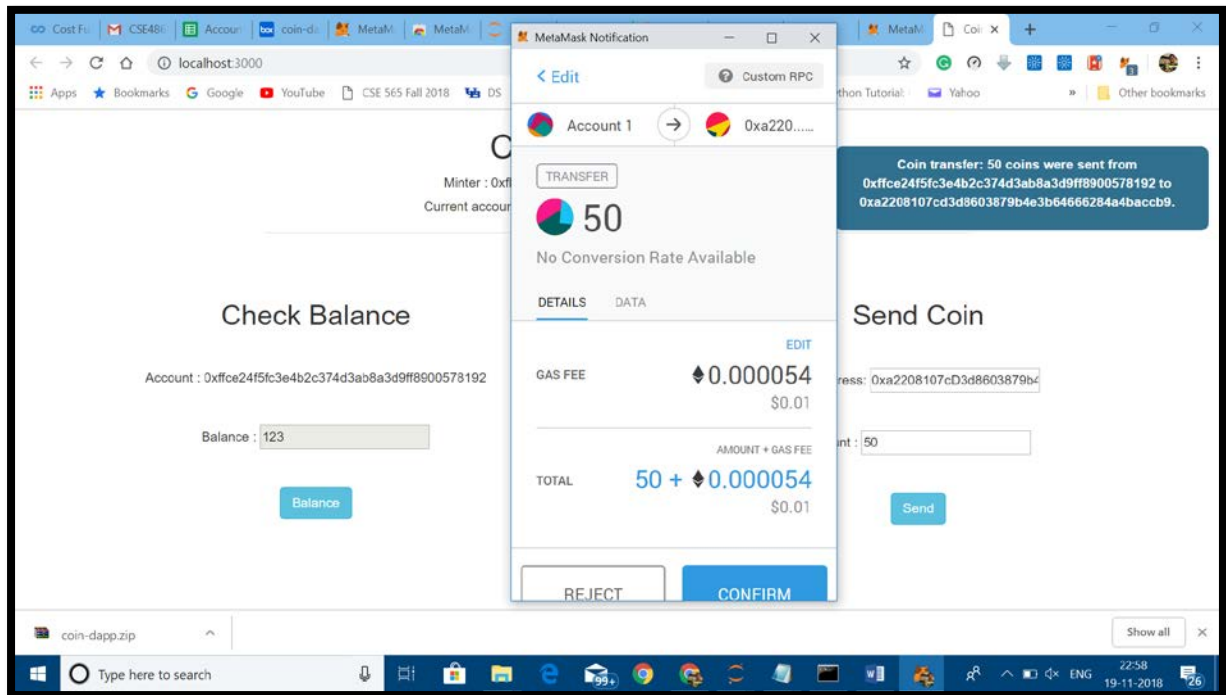 Cost Fu
CSE486
Accoun
coin-da
MetaM
MetaM
MetaM
Coi
localhost:3000
Apps
Bookmarks
Google
YouTube
CSE 565 Fall 2018
DS
thon Tutorial:
Yahoo
»
Other bookmarks
C
Minter : 0xff
Current accoun
MetaMask Notification
< Edit
Custom RPC
Account 1
0xa220......
TRANSFER
50
No Conversion Rate Available
DETAILS
DATA
EDIT
GAS FEE
0.000054
$0.01
AMOUNT + GAS FEE
TOTAL
50 + 0.000054
$0.01
REJECT
CONFIRM
Coin transfer: 50 coins were sent from
0xffce24f5fc3e4b2c374d3ab8a3d9ff8900578192 to
0xa2208107cd3d8603879b4e3b64666284a4baccb9.
Check Balance
Account : 0xffce24f5fc3e4b2c374d3ab8a3d9ff8900578192
Balance : 123
Balance
Send Coin
ress: 0xa2208107cD3d8603879b4
int : 50
Send
coin-dapp.zip
Show all
Type here to search
99+
ENG
22:58
19-11-2018
26